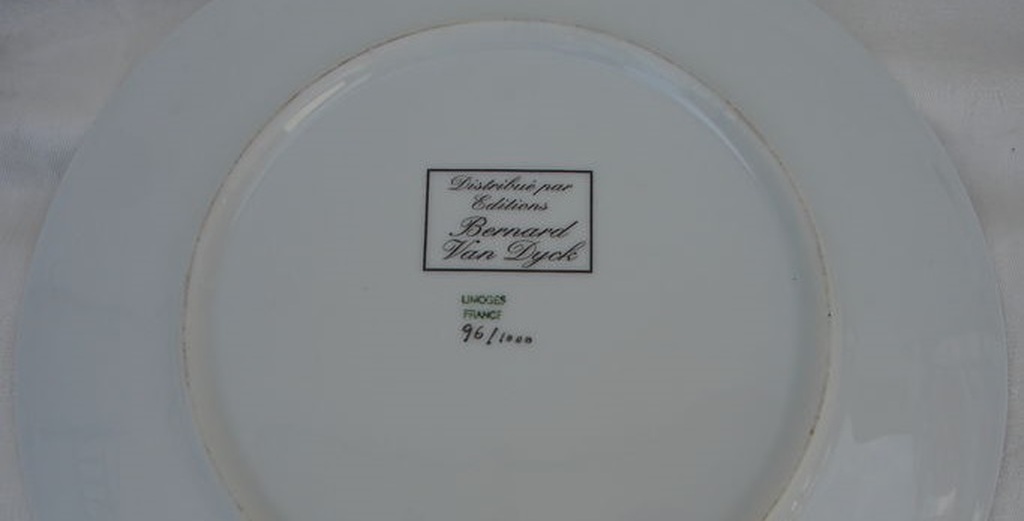 Distribué par
Editions
Bernard
Van Dyck
LIMOGES
FRANCE
96/1000